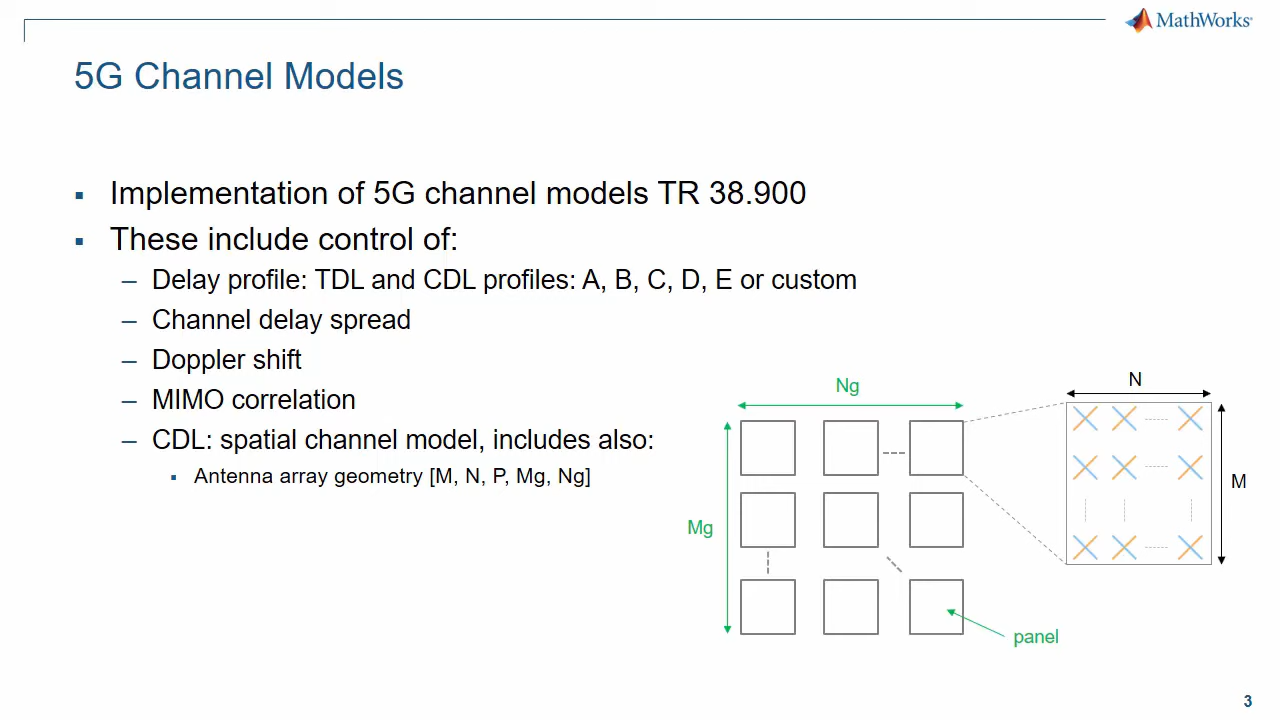 MathWorks®
5G Channel Models
▪ Implementation of 5G channel models TR 38.900
▪ These include control of:
– Delay profile: TDL and CDL profiles: A, B, C, D, E or custom
– Channel delay spread
– Doppler shift
– MIMO correlation
– CDL: spatial channel model, includes also:
▪ Antenna array geometry [M, N, P, Mg, Ng]
Ng
Mg
panel
N
M
3